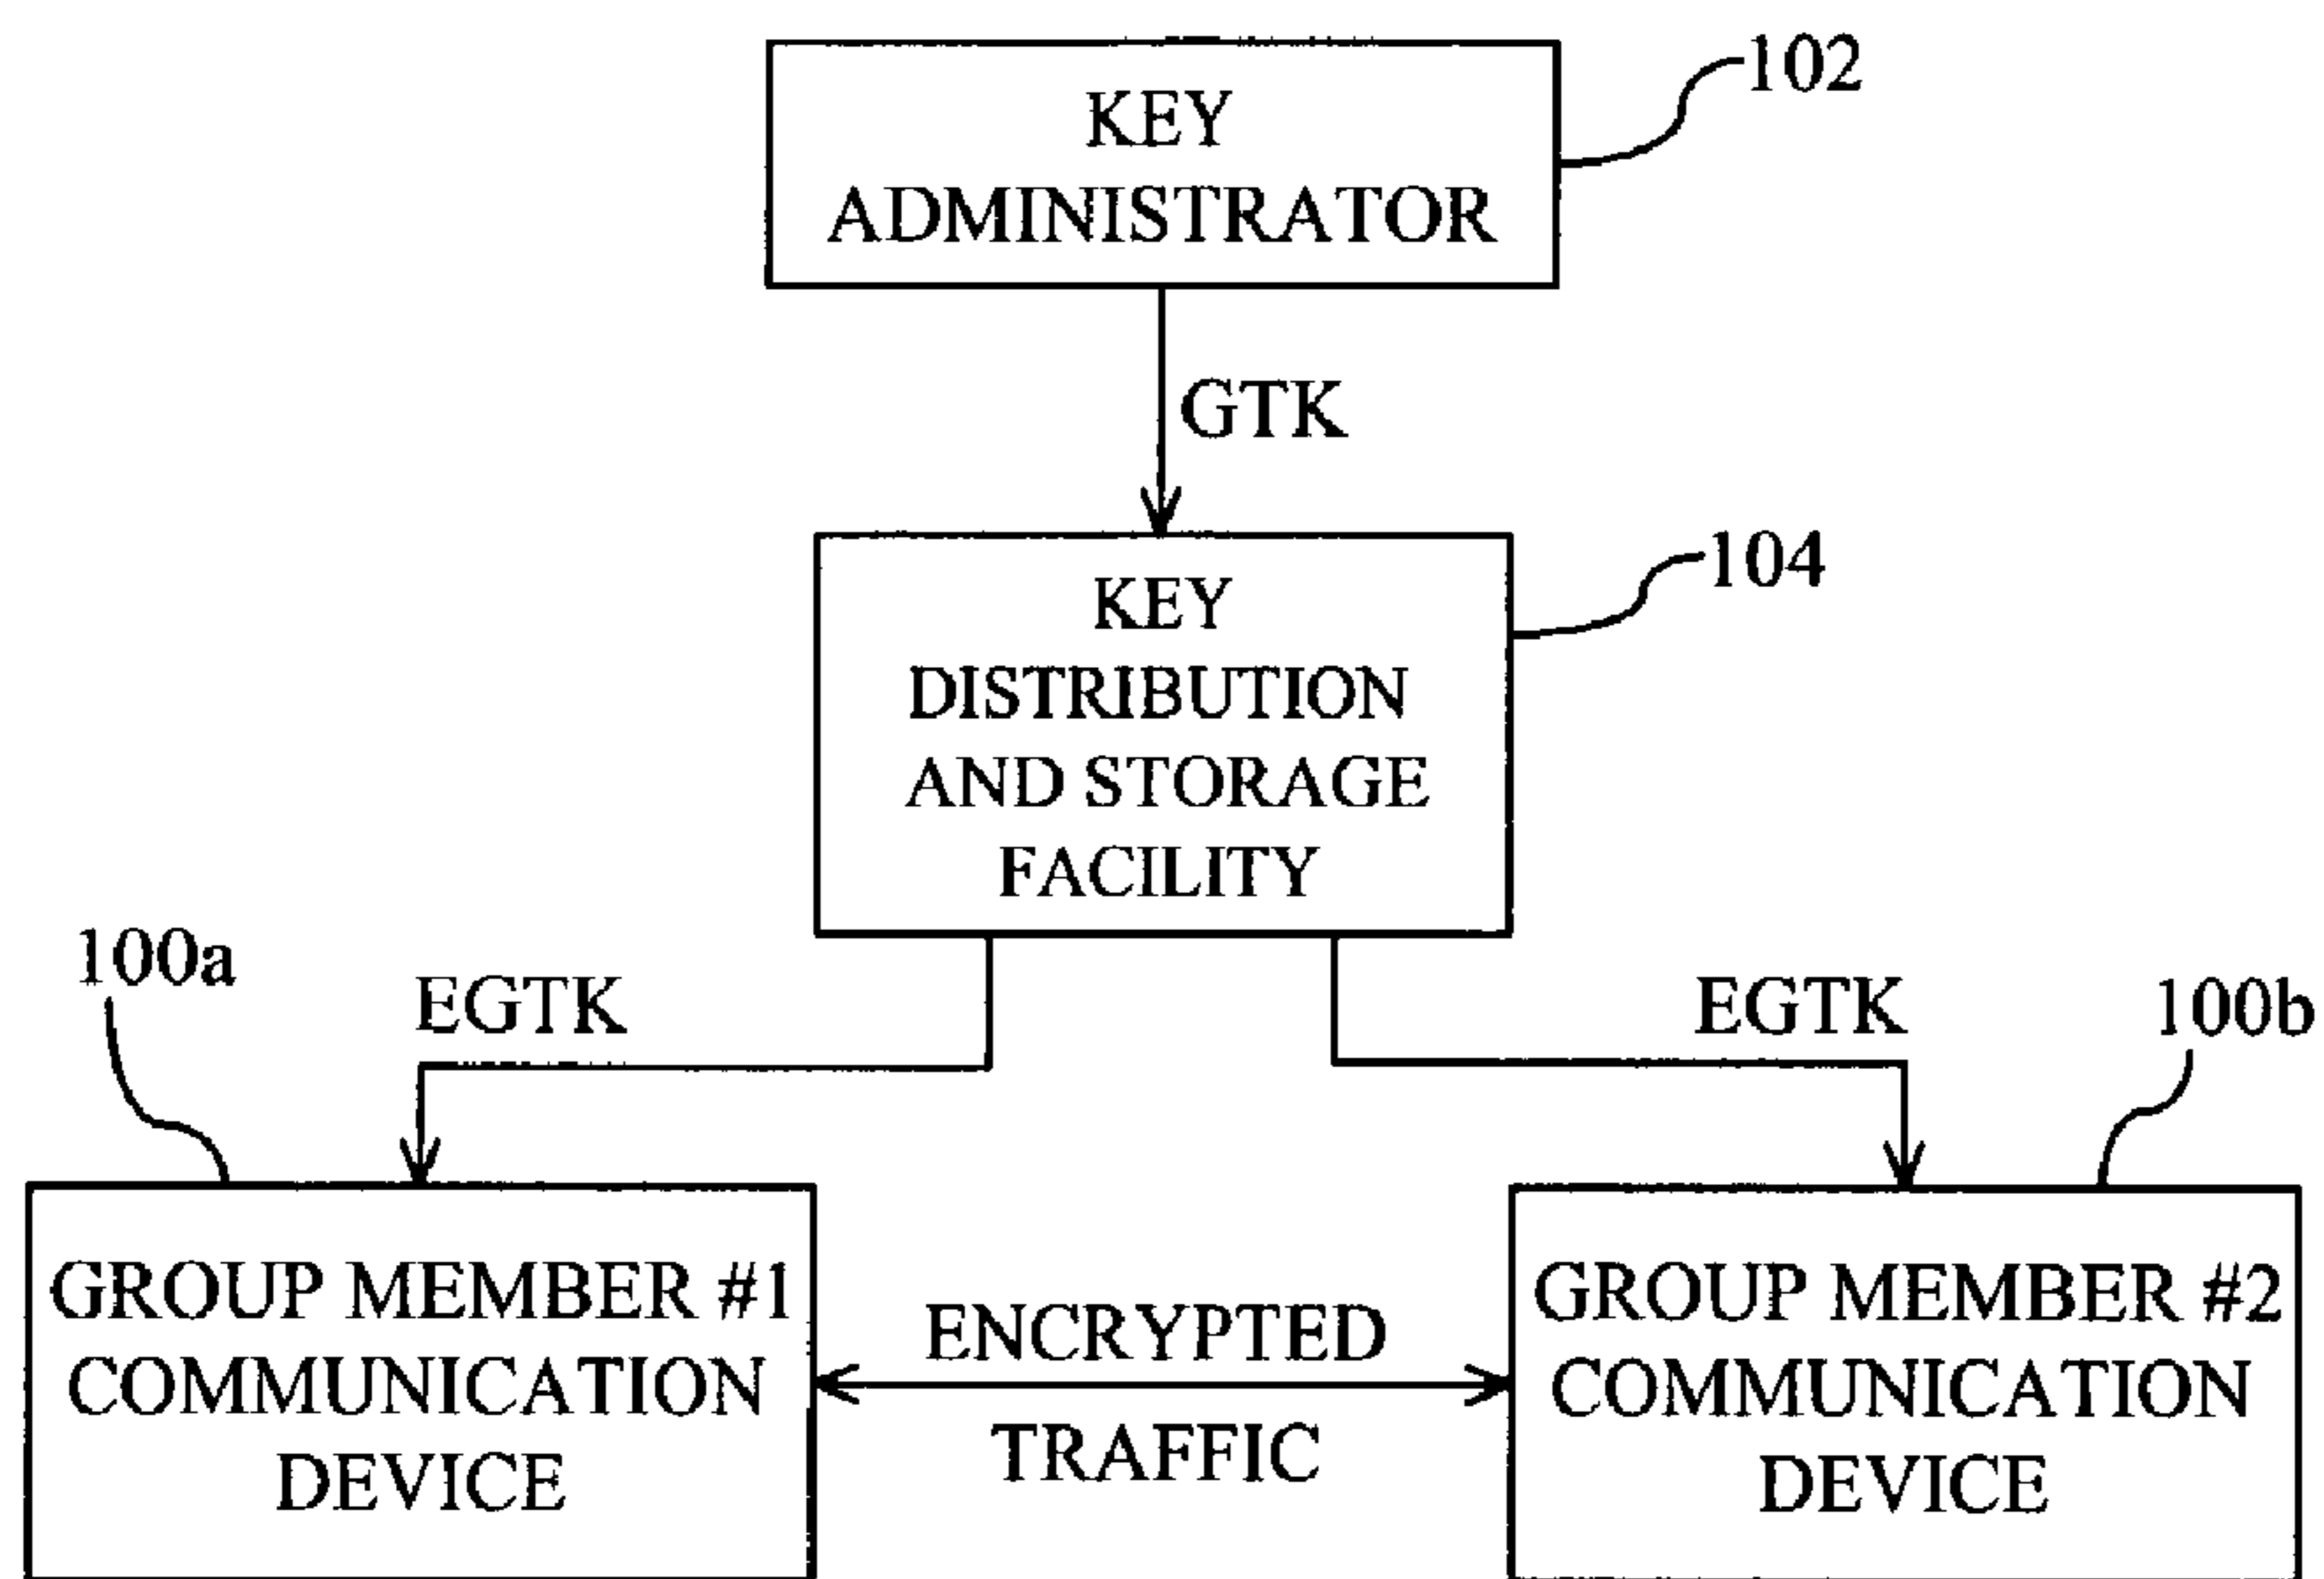 KEY
ADMINISTRATOR
102
GTK
KEY
DISTRIBUTION
AND STORAGE
FACILITY
104
100a
EGTK
EGTK
100b
GROUP MEMBER #1
COMMUNICATION
DEVICE
ENCRYPTED
TRAFFIC
GROUP MEMBER #2
COMMUNICATION
DEVICE